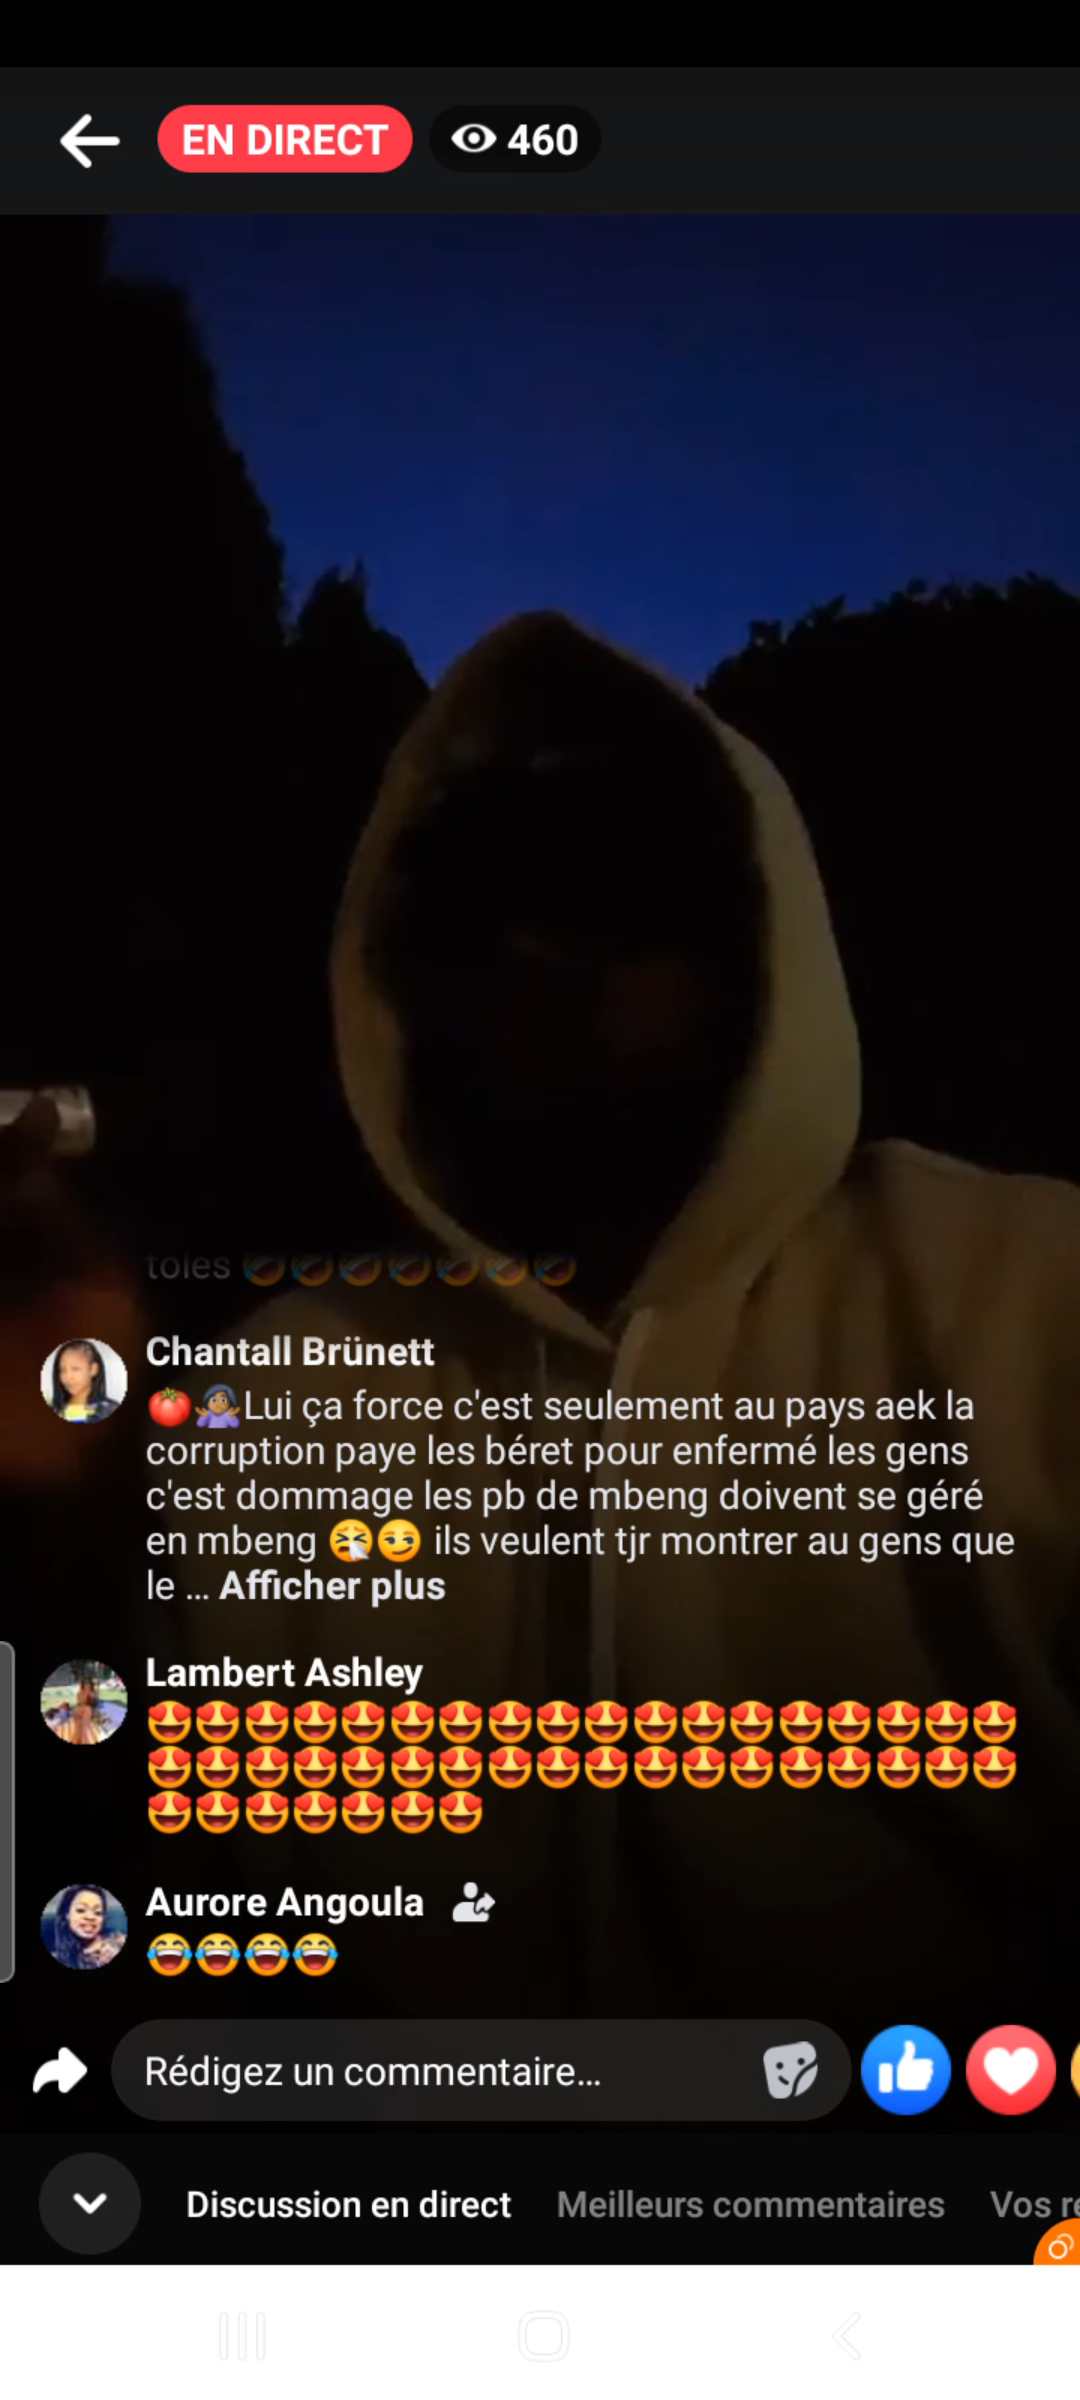 EN DIRECT 460
toles 🤣🤣🤣🤣🤣🤣🤣
Chantall Brünett
🍅🤷🏾‍♀️Lui ça force c'est seulement au pays aek la
corruption paye les béret pour enfermé les gens
c'est dommage les pb de mbeng doivent se géré
en mbeng 🤧😏 ils veulent tjr montrer au gens que
le ... Afficher plus
Lambert Ashley
😍😍😍😍😍😍😍😍😍😍😍😍😍😍😍😍😍😍
😍😍😍😍😍😍😍😍😍😍😍😍😍😍😍😍😍😍
😍😍😍😍😍😍😍
Aurore Angoula
😂😂😂😂
Rédigez un commentaire...
Discussion en direct Meilleurs commentaires Vos